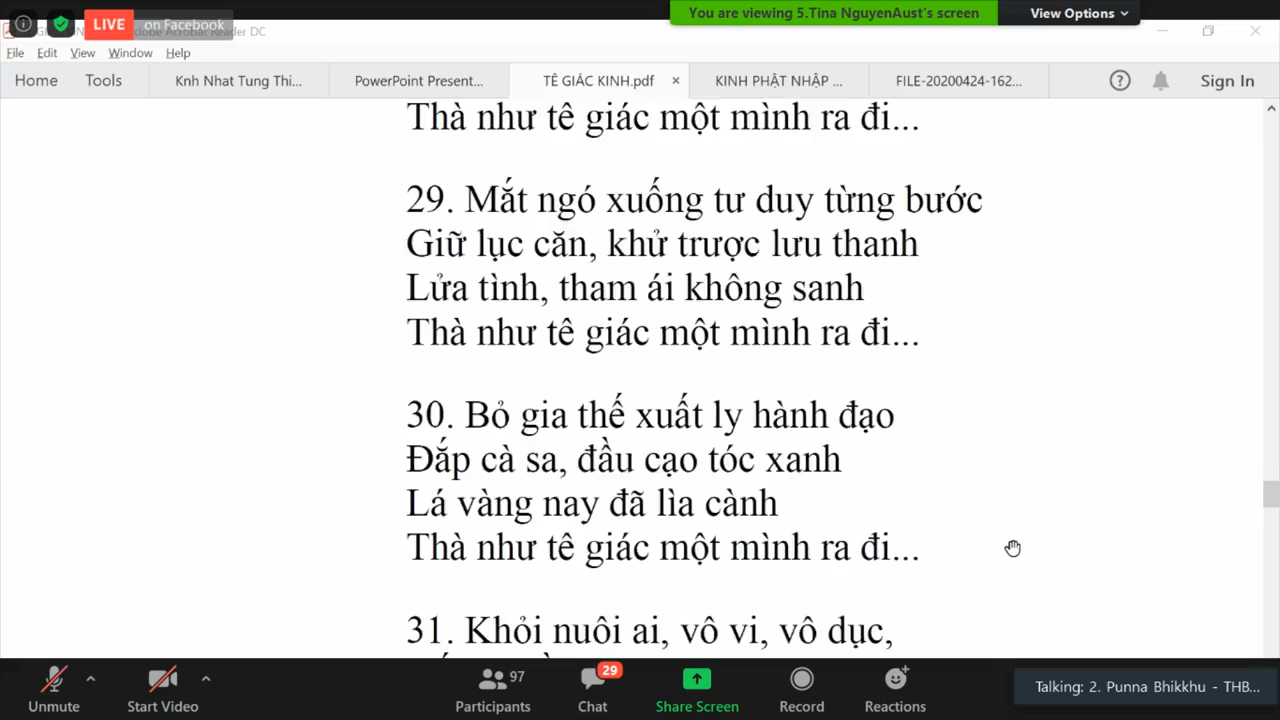 LIVE on Facebook
You are viewing 5.Tina NguyenAust's screen
View Options
File Edit View Window Help
Home Tools Knh Nhat Tung Thi... PowerPoint Present... TÊ GIÁC KINH.pdf × KINH PHẬT NHẬP ... FILE-20200424-162... Sign In
Thà như tê giác một mình ra đi...
29. Mắt ngó xuống tư duy từng bước
Giữ lục căn, khử trược lưu thanh
Lửa tình, tham ái không sanh
Thà như tê giác một mình ra đi...
30. Bỏ gia thế xuất ly hành đạo
Đắp cà sa, đầu cạo tóc xanh
Lá vàng nay đã lìa cành
Thà như tê giác một mình ra đi...
31. Khỏi nuôi ai, vô vi, vô dục,
97 29
Unmute Start Video Participants Chat Share Screen Record Reactions
Talking: 2. Punna Bhikkhu - THB...